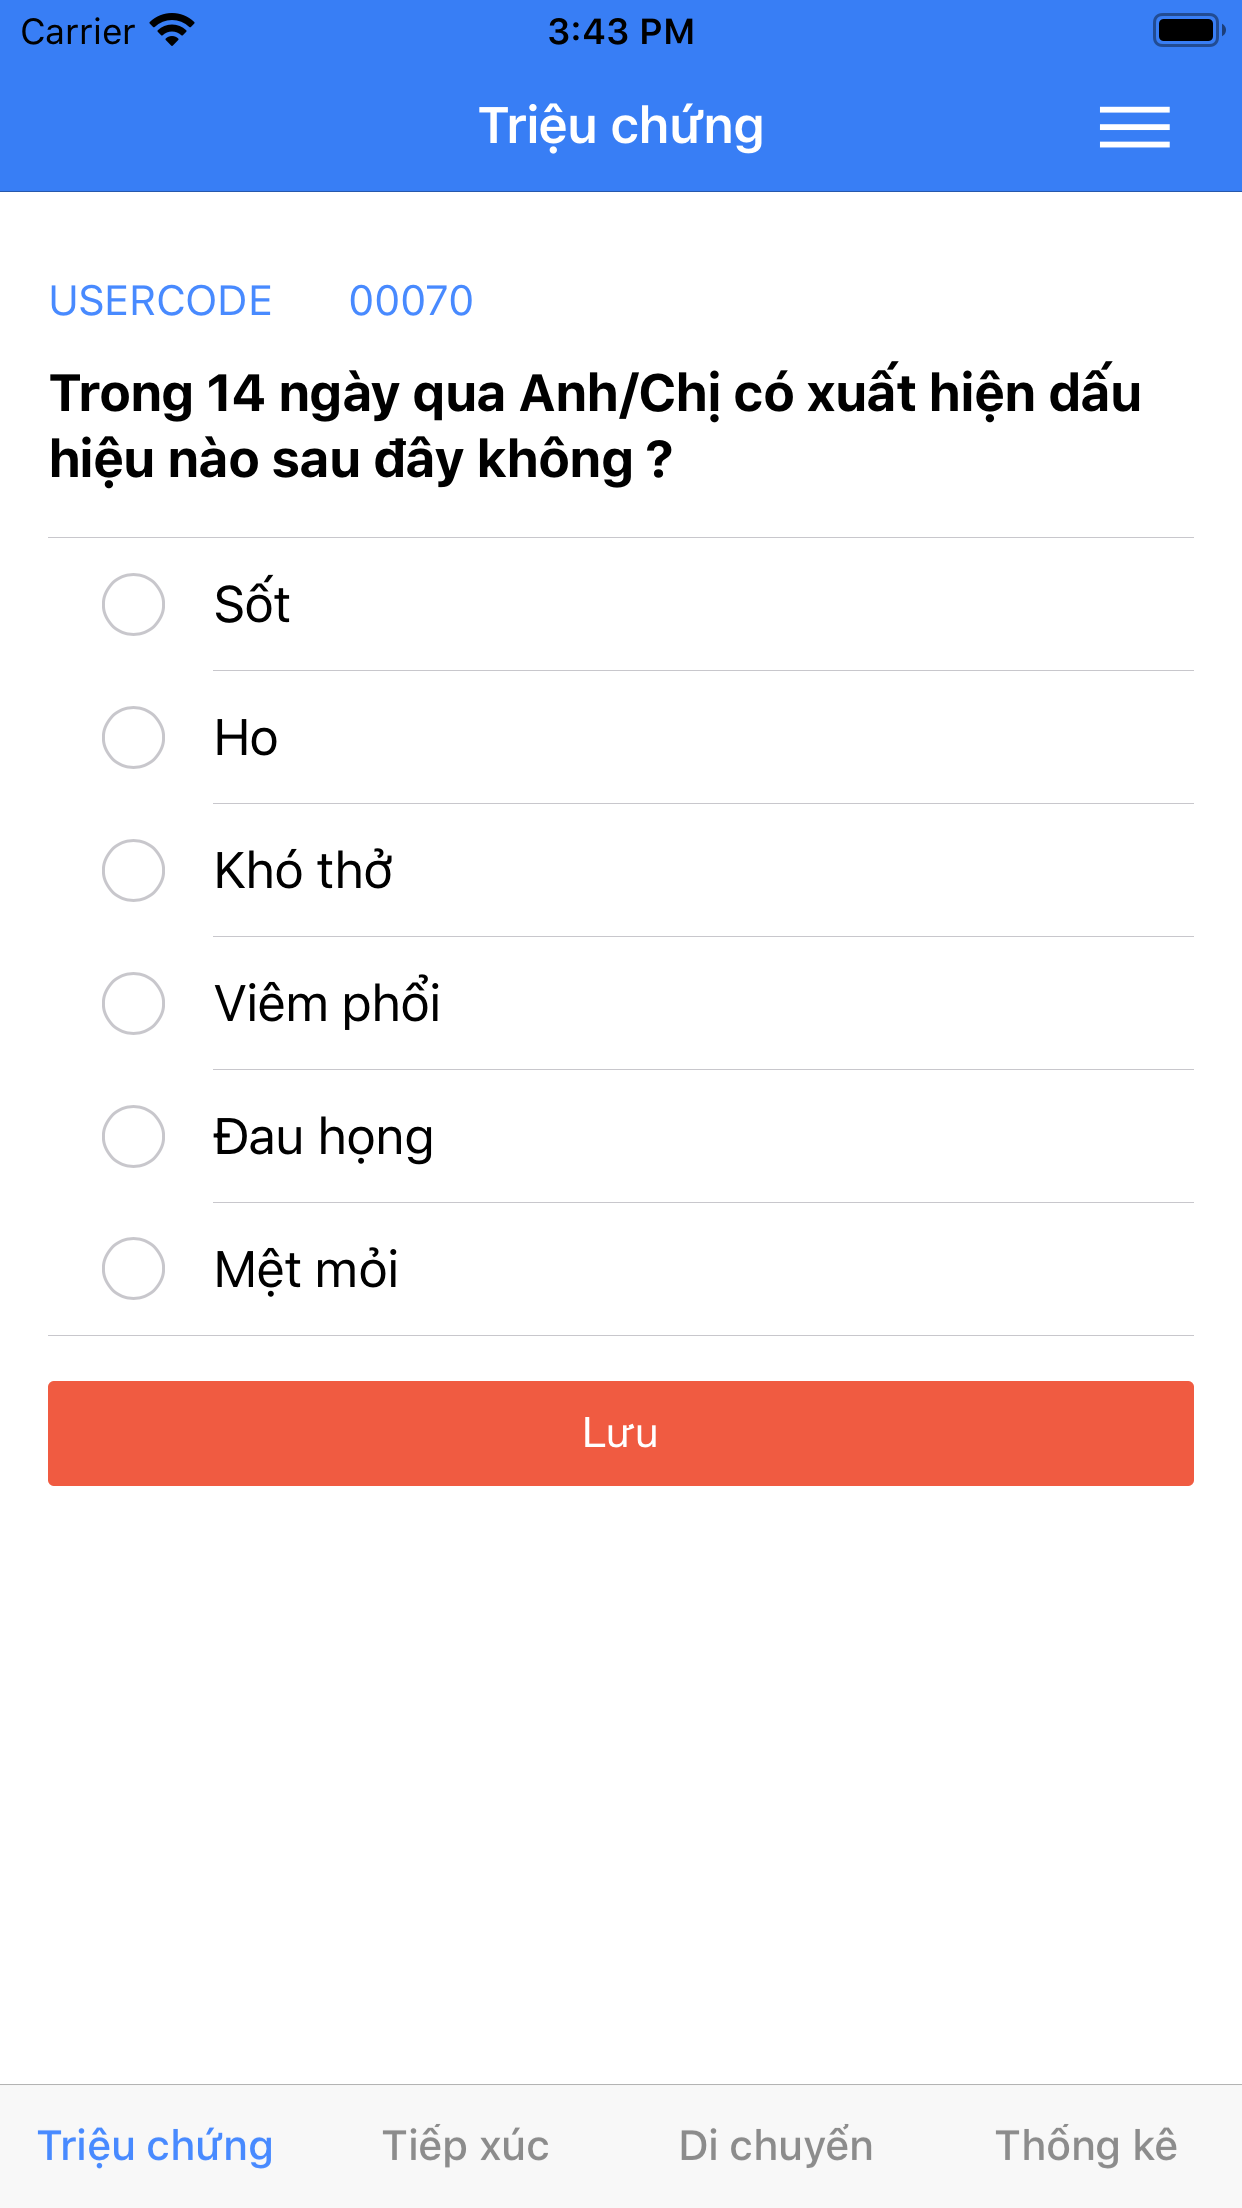 Carrier 3:43 PM
Triệu chứng
USERCODE 00070
Trong 14 ngày qua Anh/Chị có xuất hiện dấu
hiệu nào sau đây không ?
Sốt
Ho
Khó thở
Viêm phổi
Đau họng
Mệt mỏi
Lưu
Triệu chứng Tiếp xúc Di chuyển Thống kê